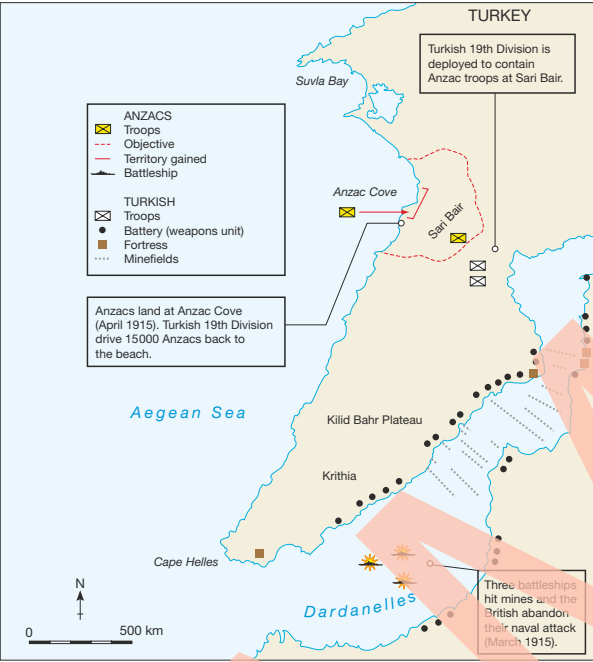 TURKEY
Turkish 19th Division is
deployed to contain
Anzac troops at Sari Bair.
Suvla Bay
ANZACS
Troops
Objective
Territory gained
Battleship
TURKISH
Troops
Battery (weapons unit)
Fortress
Minefields
Anzac Cove
Sari Bair
Anzacs land at Anzac Cove
(April 1915). Turkish 19th Division
drive 15000 Anzacs back to
the beach.
Aegean Sea
Kilid Bahr Plateau
Krithia
Cape Helles
N
0 500 km
Dardanelles
Three battleships
hit mines and the
British abandon
their naval attack
(March 1915).